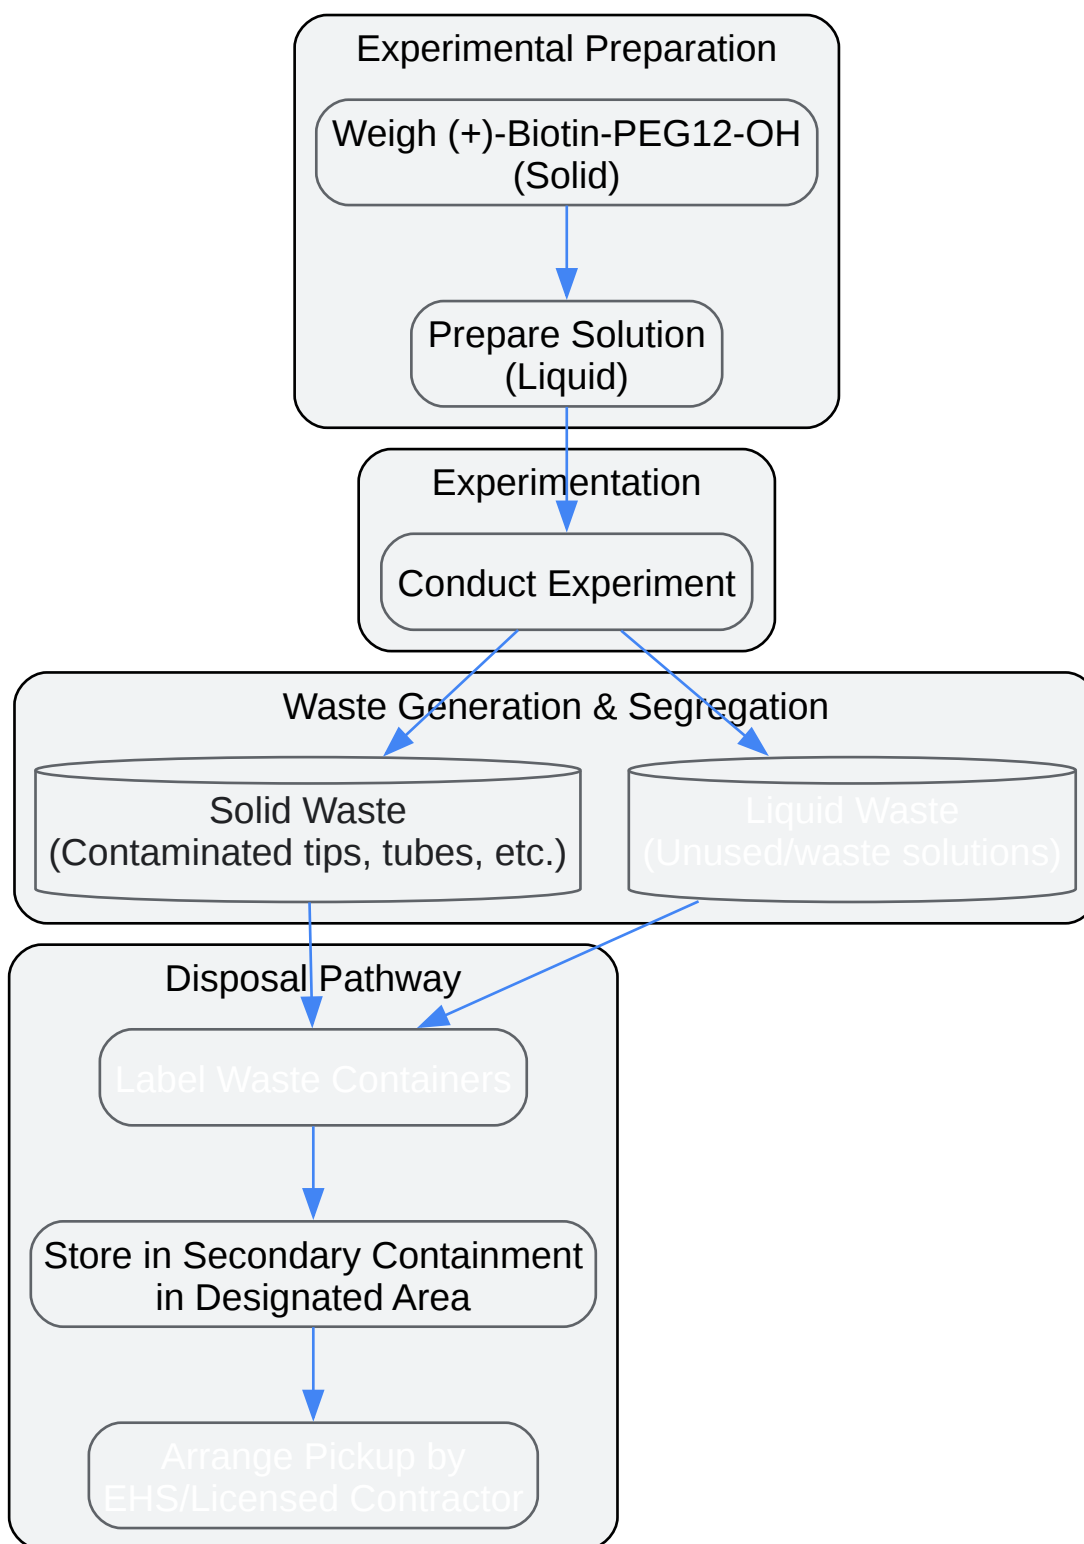 Experimental Preparation
Weigh (+)-Biotin-PEG12-OH
(Solid)
Prepare Solution
(Liquid)
Experimentation
Conduct Experiment
Waste Generation & Segregation
Solid Waste
(Contaminated tips, tubes, etc.)
Liquid Waste
(Unused/waste solutions)
Disposal Pathway
Label Waste Containers
Store in Secondary Containment
in Designated Area
Arrange Pickup by
EHS/Licensed Contractor